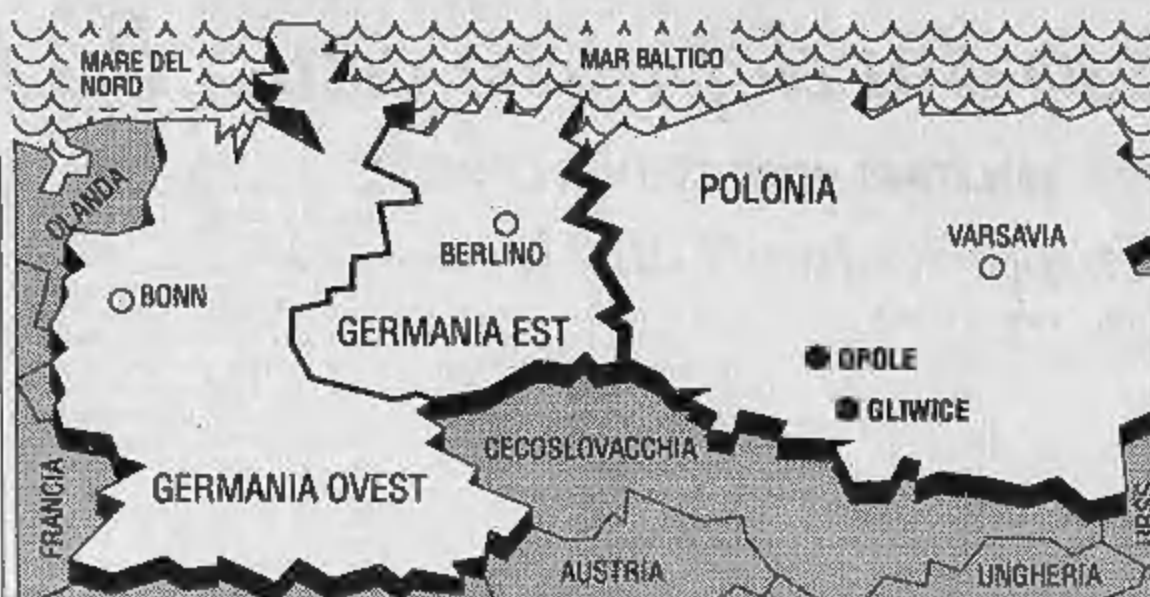 MARE DEL
NORD
MAR BALTICO
OLANDA
POLONIA
VARSAVIA
BERLINO
BONN
GERMANIA EST
OPOLE
GLIWICE
CECOSLOVACCHIA
FRANCIA
GERMANIA OVEST
URSS
AUSTRIA
UNGHERIA